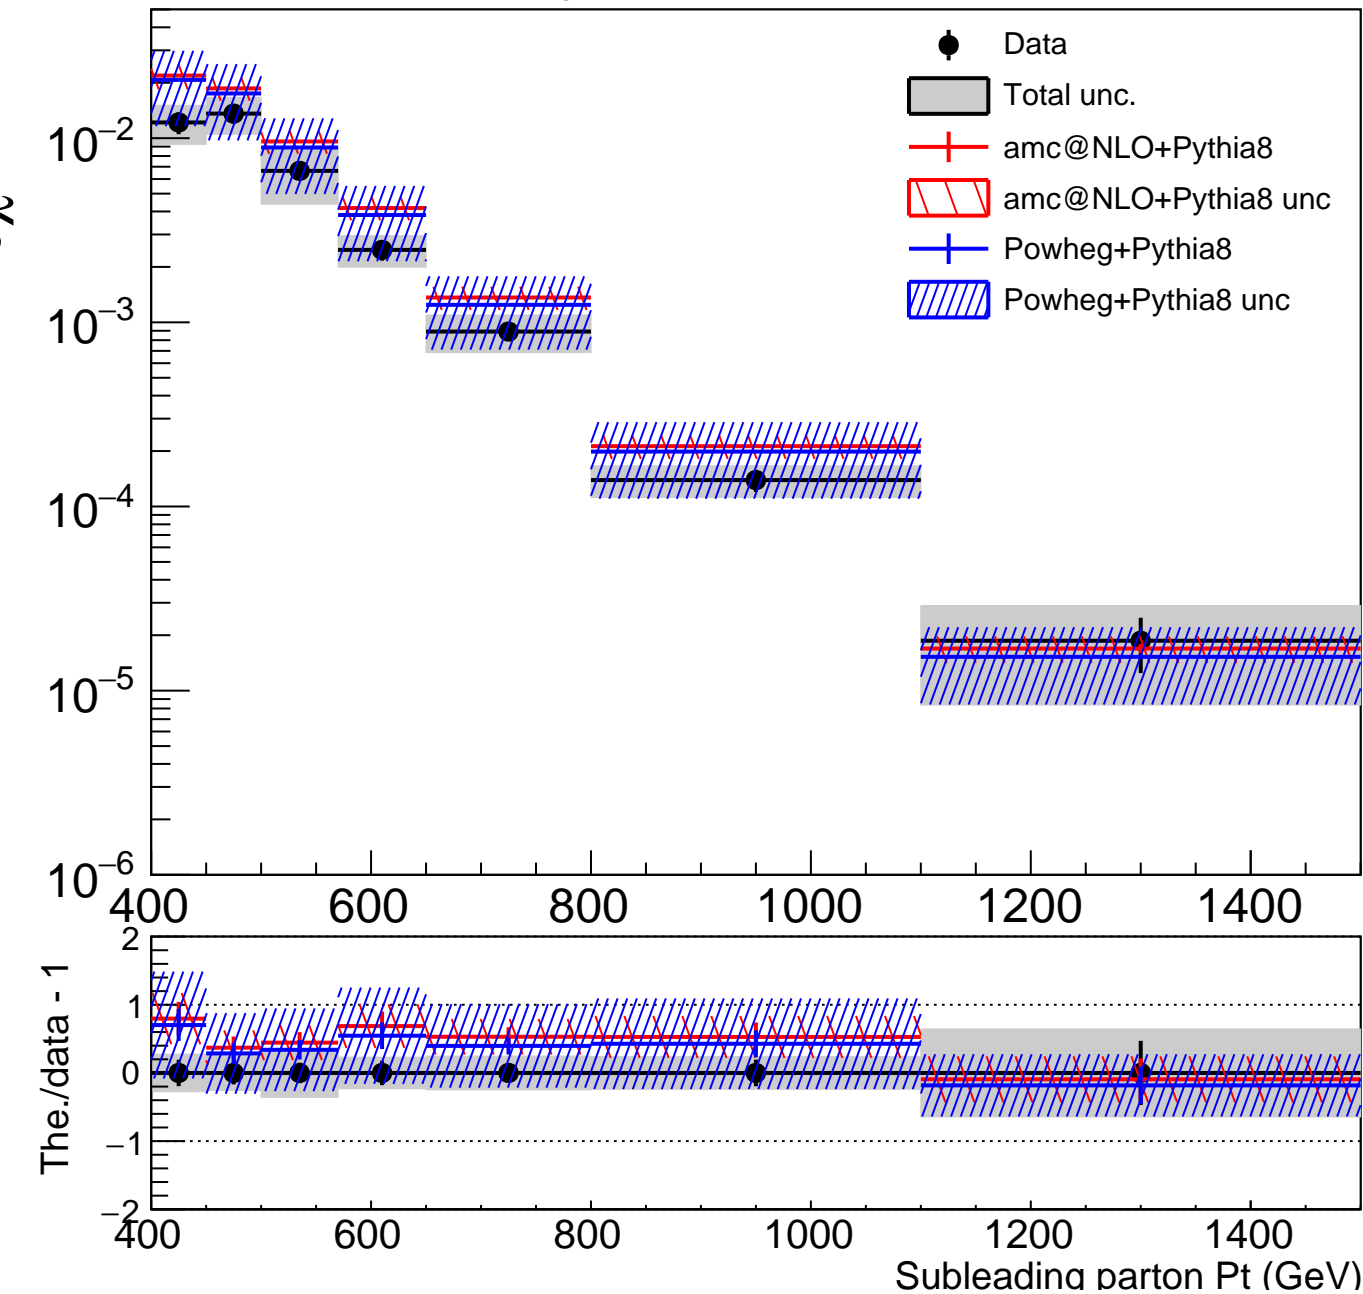 Data
Total unc.
amc@NLO+Pythia8
amc@NLO+Pythia8 unc
Powheg+Pythia8
Powheg+Pythia8 unc
10−2
10−3
10−4
10−5
10−6
400 600 800 1000 1200 1400
The./data - 1
2
1
0
−1
−2
400 600 800 1000 1200 1400
Subleading parton Pt (GeV)